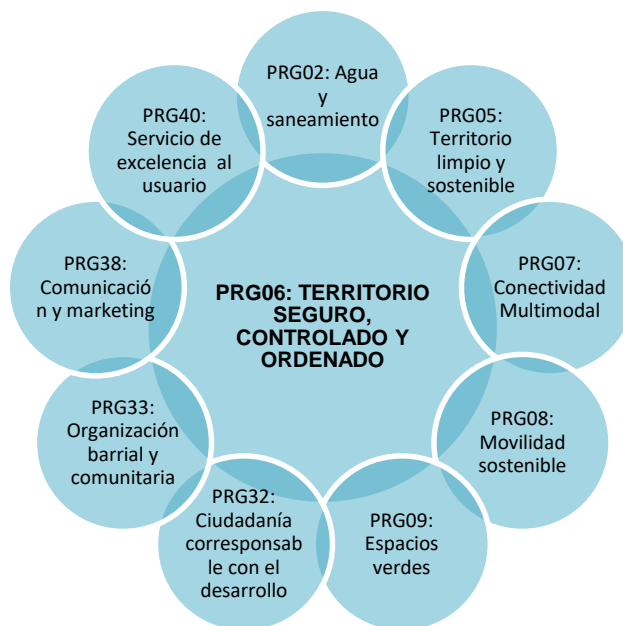 PRG02: Agua
y
saneamiento
PRG05:
Territorio
limpio y
sostenible
PRG07:
Conectividad
Multimodal
PRG08:
Movilidad
sostenible
PRG09:
Espacios
verdes
PRG32:
Ciudadanía
corresponsab
le con el
desarrollo
PRG33:
Organización
barrial y
comunitaria
PRG38:
Comunicació
n y marketing
PRG40:
Servicio de
excelencia al
usuario
PRG06: TERRITORIO
SEGURO,
CONTROLADO Y
ORDENADO